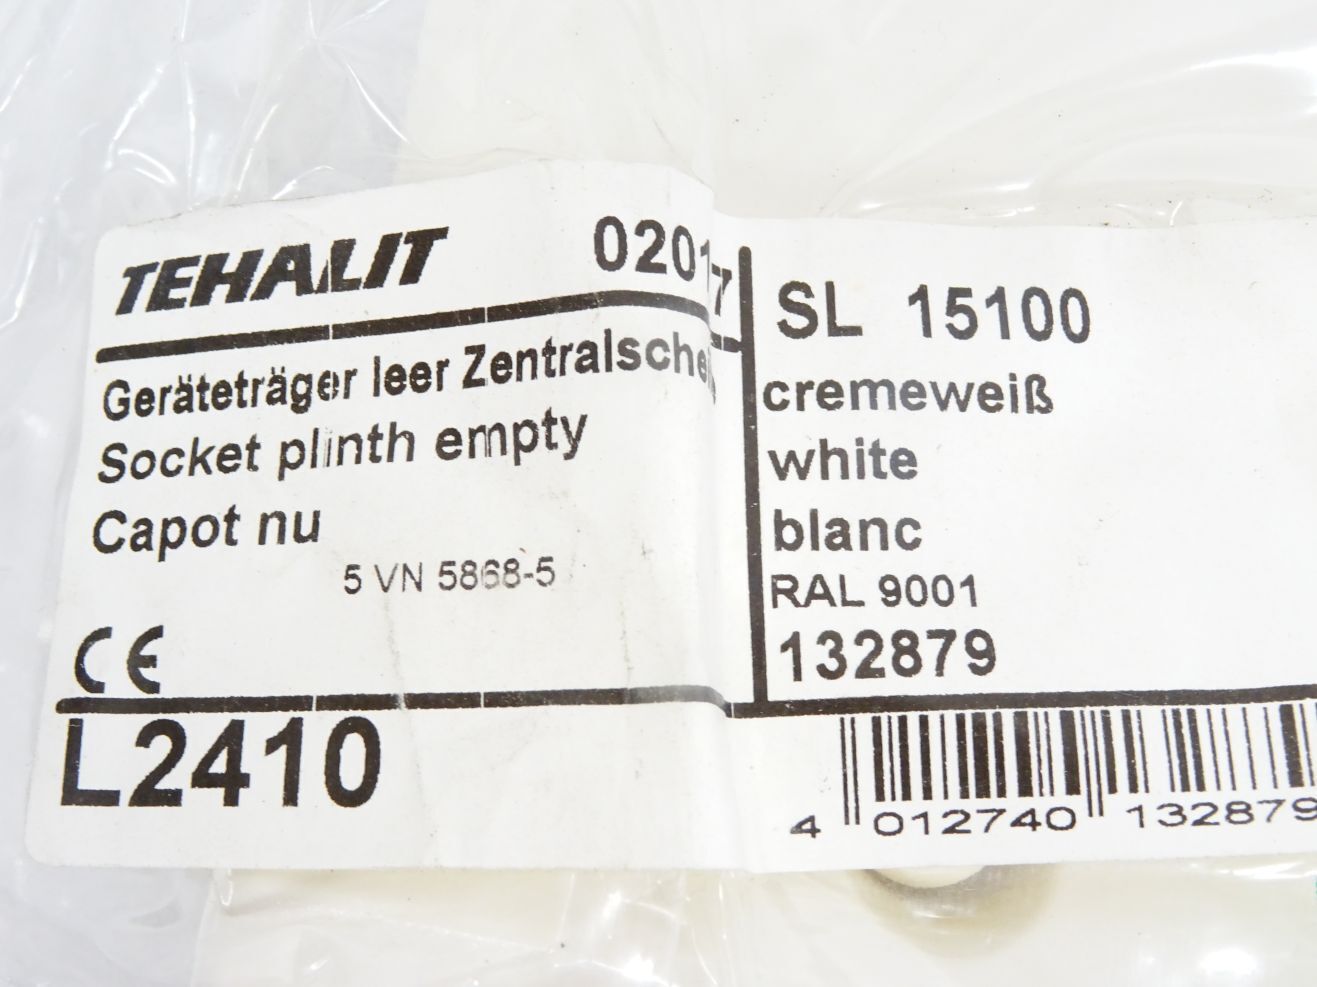 TEHALIT 02017
Geräteträger leer
Socket plinth empty
Capot nu
5 VN 5868-5
CE
L2410
SL 15100
cremeweiß
white
blanc
RAL 9001
132879
4 012740 132879